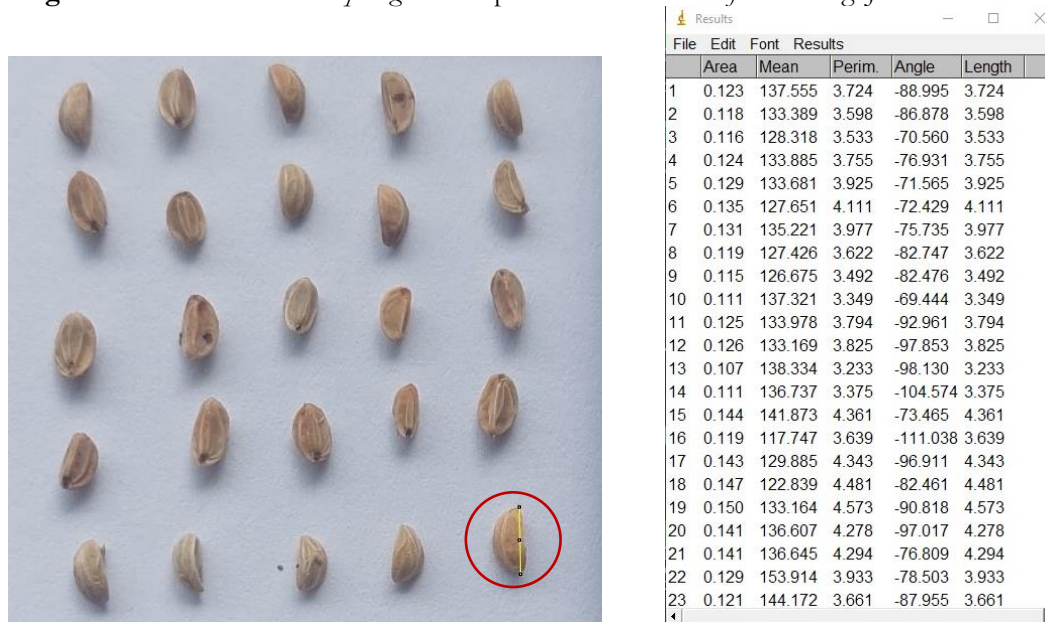 Results
File Edit Font Results
Area Mean Perim. Angle Length
1 0.123 137.555 3.724 -88.995 3.724
2 0.118 133.389 3.598 -86.878 3.598
3 0.116 128.318 3.533 -70.560 3.533
4 0.124 133.885 3.755 -76.931 3.755
5 0.129 133.681 3.925 -71.565 3.925
6 0.135 127.651 4.111 -72.429 4.111
7 0.131 135.221 3.977 -75.735 3.977
8 0.119 127.426 3.622 -82.747 3.622
9 0.115 126.675 3.492 -82.476 3.492
10 0.111 137.321 3.349 -69.444 3.349
11 0.125 133.978 3.794 -92.961 3.794
12 0.126 133.169 3.825 -97.853 3.825
13 0.107 138.334 3.233 -98.130 3.233
14 0.111 136.737 3.375 -104.574 3.375
15 0.144 141.873 4.361 -73.465 4.361
16 0.119 117.747 3.639 -111.038 3.639
17 0.143 129.885 4.343 -96.911 4.343
18 0.147 122.839 4.481 -82.461 4.481
19 0.150 133.164 4.573 -90.818 4.573
20 0.141 136.607 4.278 -97.017 4.278
21 0.141 136.645 4.294 -76.809 4.294
22 0.129 153.914 3.933 -78.503 3.933
23 0.121 144.172 3.661 -87.955 3.661